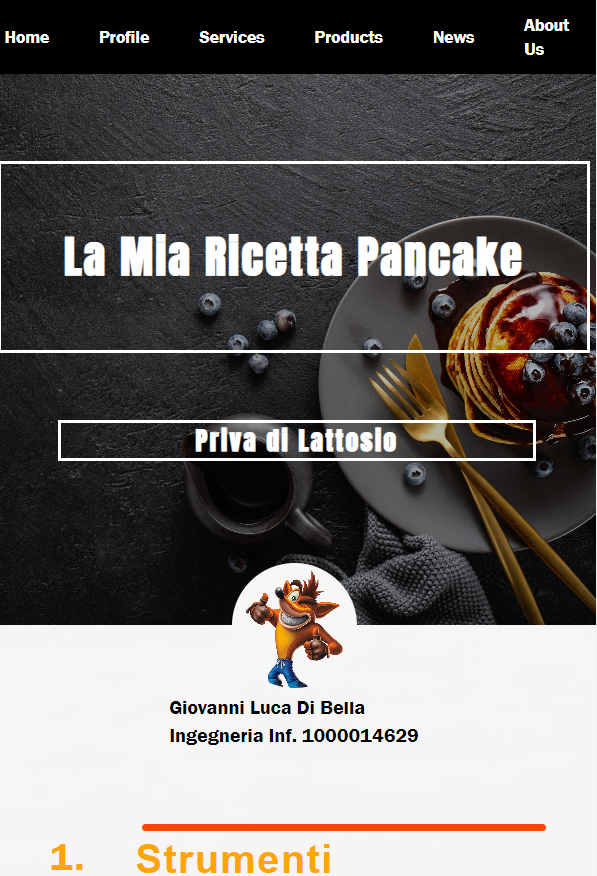 Home Profile Services Products News About
Us
La Mia Ricetta Pancake
Priva di Lattosio
Giovanni Luca Di Bella
Ingegneria Inf. 1000014629
1. Strumenti